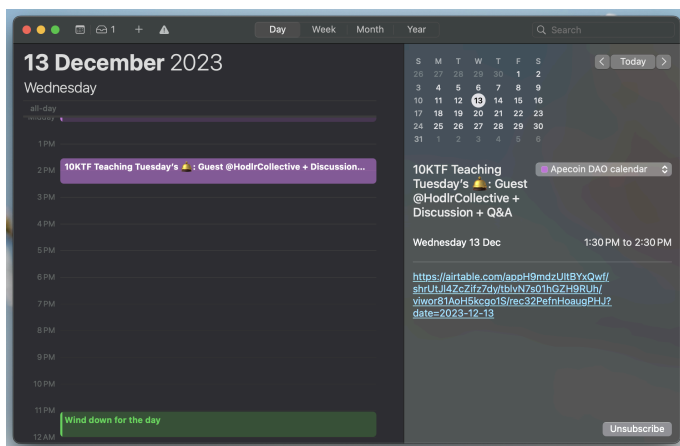 1
Day
Week
Month
Year
Search
13 December 2023
Wednesday
all-day
Midday
1 PM
2 PM
10KTF Teaching Tuesday's 🛎️: Guest @HodlrCollective + Discussion...
3 PM
4 PM
5 PM
6 PM
7 PM
8 PM
9 PM
10 PM
11 PM
Wind down for the day
12 AM
Today
S M T W T F S
26 27 28 29 30 1 2
3 4 5 6 7 8 9
10 11 12 13 14 15 16
17 18 19 20 21 22 23
24 25 26 27 28 29 30
31 1 2 3 4 5 6
10KTF Teaching
Tuesday's 🛎️: Guest
@HodlrCollective +
Discussion + Q&A
Apecoin DAO calendar
Wednesday 13 Dec
1:30 PM to 2:30 PM
https://airtable.com/appH9mdzUltBYxQwf/
shrUtJl4ZcZifz7dy/tblvN7s01hGZH9RUh/
viwor81AoH5kcgo1S/rec32PefnHoaugPHJ?
date=2023-12-13
Unsubscribe